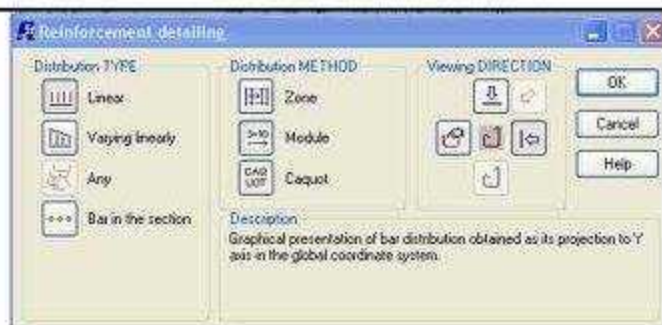 Reinforcement detailing
Distribution TYPE
Linear
Varying linearly
Any
Bar in the section
Distribution METHOD
Zone
Module
CAQ
UOT
Caquot
Viewing DIRECTION
OK
Cancel
Help
Description
Graphical presentation of bar distribution obtained as its projection to Y
axis in the global coordinate system.